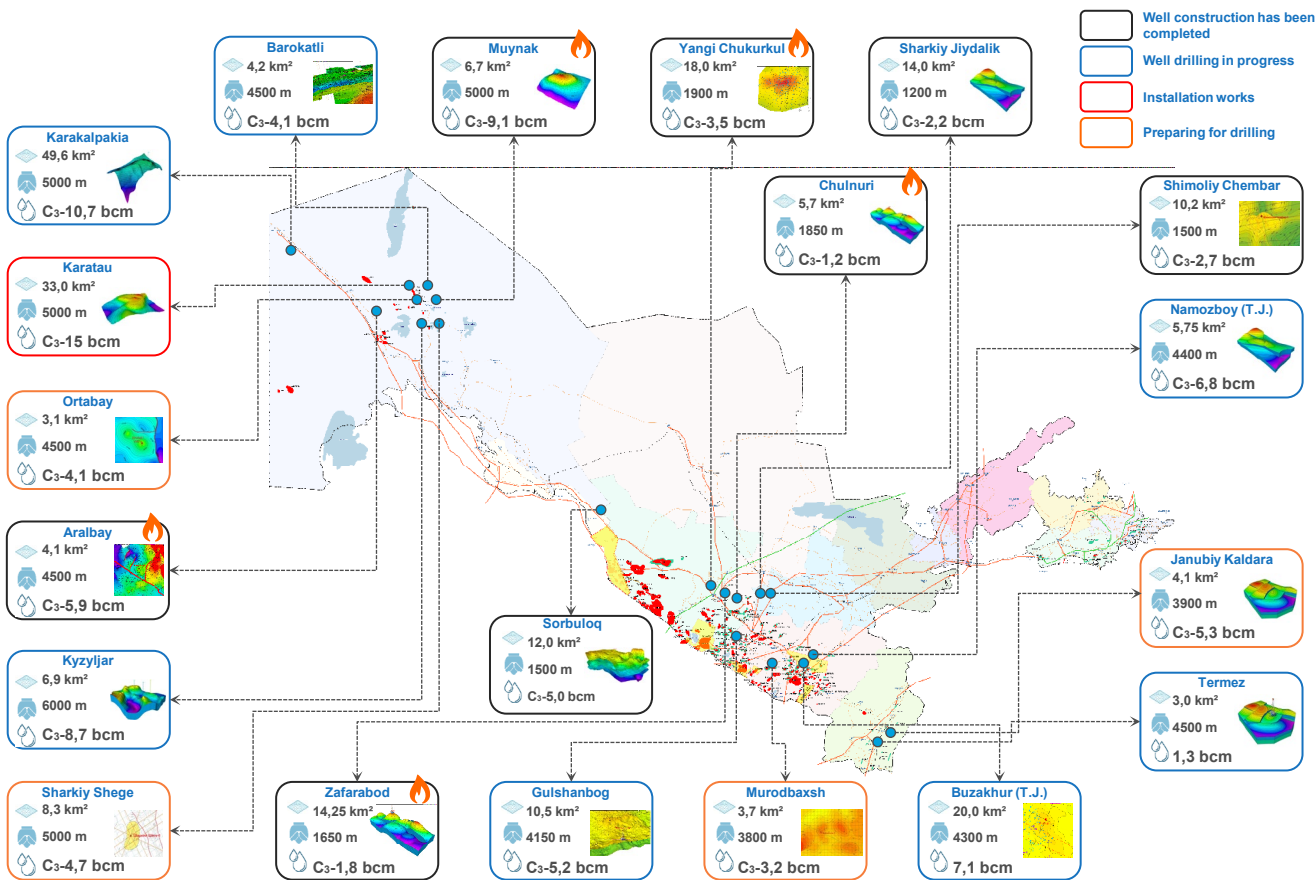 Well construction has been
completed
Well drilling in progress
Installation works
Preparing for drilling
Barokatli
4,2 km²
4500 m
C₃-4,1 bcm
Muynak
6,7 km²
5000 m
C₃-9,1 bcm
Yangi Chukurkul
18,0 km²
1900 m
C₃-3,5 bcm
Sharkiy Jiydalik
14,0 km²
1200 m
C₃-2,2 bcm
Karakalpakia
49,6 km²
5000 m
C₃-10,7 bcm
Chulnuri
5,7 km²
1850 m
C₃-1,2 bcm
Shimoliy Chembar
10,2 km²
1500 m
C₃-2,7 bcm
Karatau
33,0 km²
5000 m
C₃-15 bcm
Namozboy (T.J.)
5,75 km²
4400 m
C₃-6,8 bcm
Ortabay
3,1 km²
4500 m
C₃-4,1 bcm
Aralbay
4,1 km²
4500 m
C₃-5,9 bcm
Janubiy Kaldara
4,1 km²
3900 m
C₃-5,3 bcm
Sorbuloq
12,0 km²
1500 m
C₃-5,0 bcm
Kyzyljar
6,9 km²
6000 m
C₃-8,7 bcm
Termez
3,0 km²
4500 m
1,3 bcm
Sharkiy Shege
8,3 km²
5000 m
C₃-4,7 bcm
Zafarabod
14,25 km²
1650 m
C₃-1,8 bcm
Gulshanbog
10,5 km²
4150 m
C₃-5,2 bcm
Murodbaxsh
3,7 km²
3800 m
C₃-3,2 bcm
Buzakhur (T.J.)
20,0 km²
4300 m
7,1 bcm